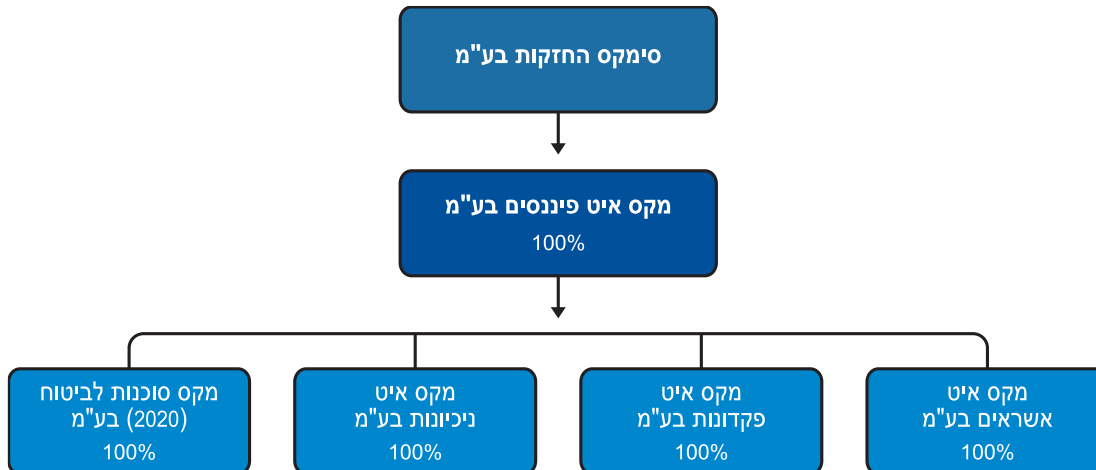 סימקס החזקות בע"מ
מקס איט פיננסים בע"מ
100%
מקס איט
אשראים בע"מ
100%
מקס איט
פקדונות בע"מ
100%
מקס איט
ניכיונות בע"מ
100%
מקס סוכנות לביטוח
(2020) בע"מ
100%